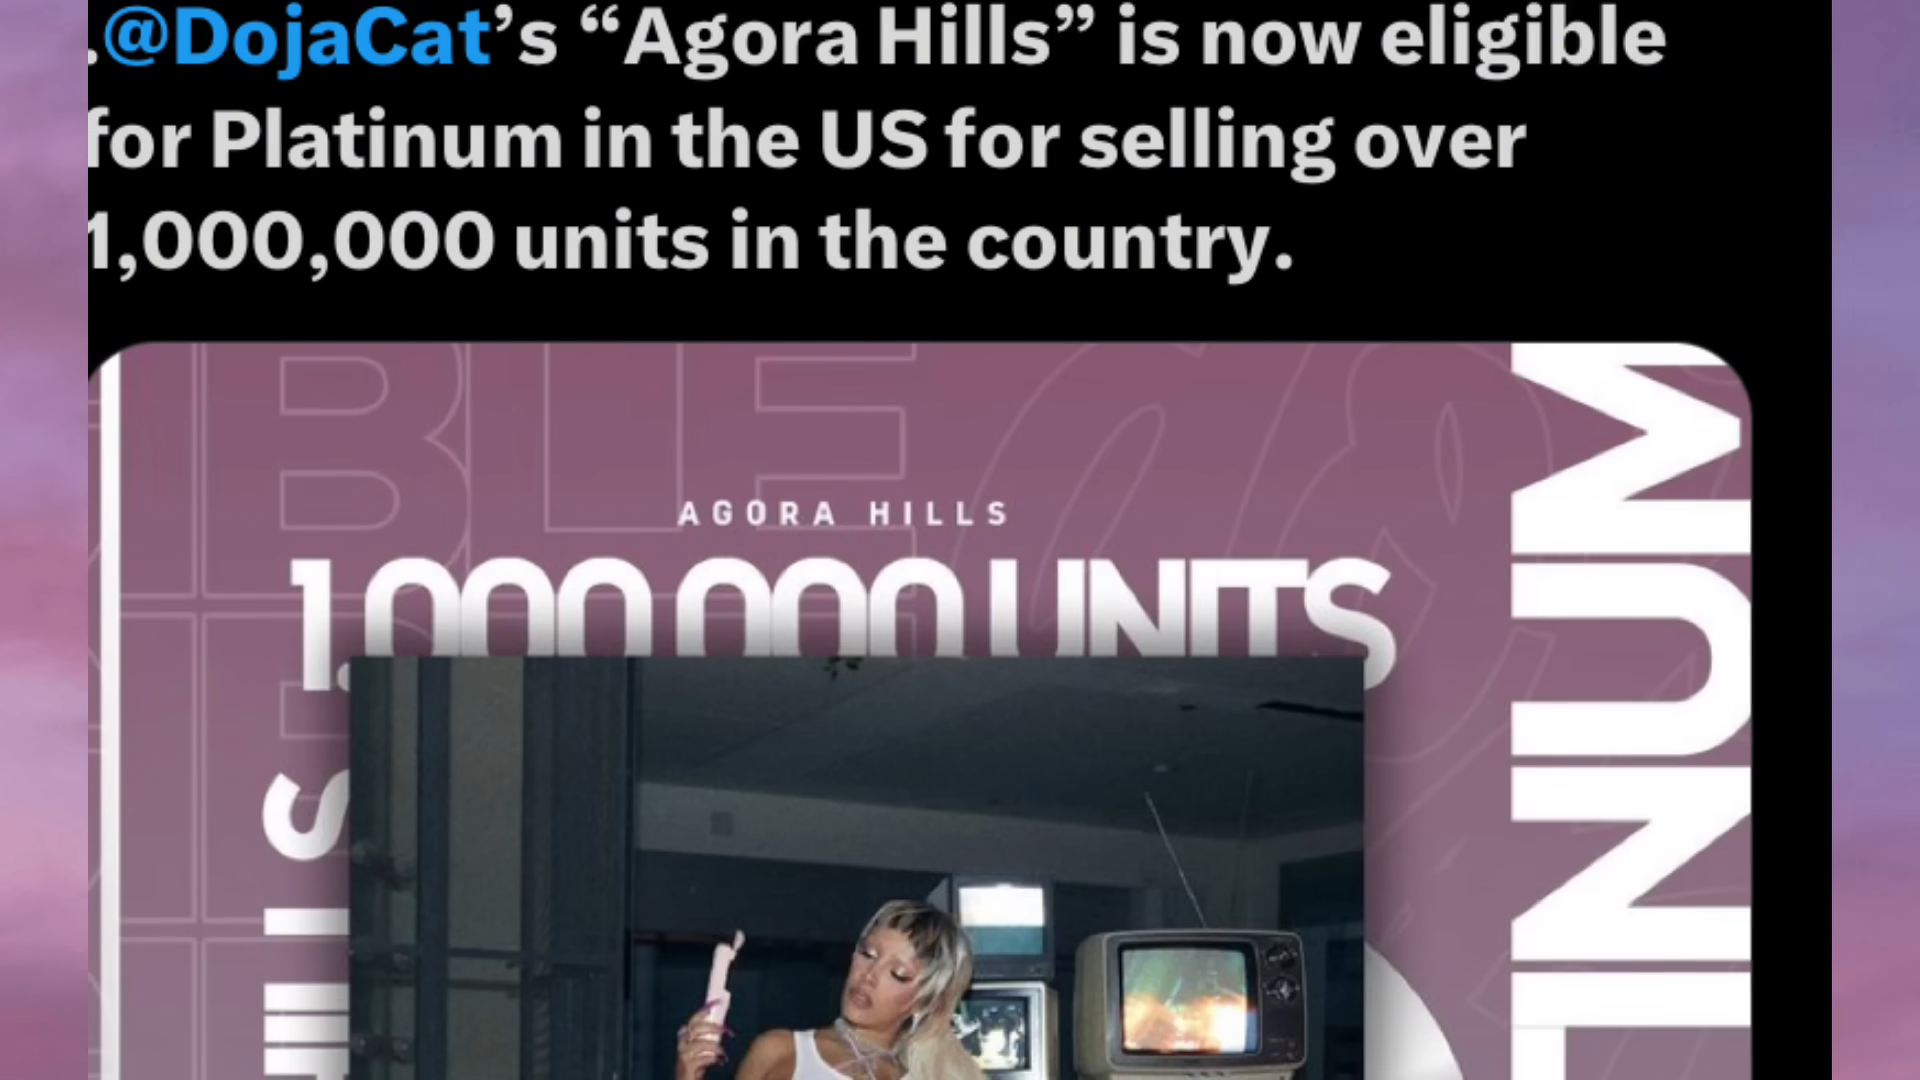 .@DojaCat’s “Agora Hills” is now eligible
for Platinum in the US for selling over
1,000,000 units in the country.
AGORA HILLS
1,000,000 UNITS